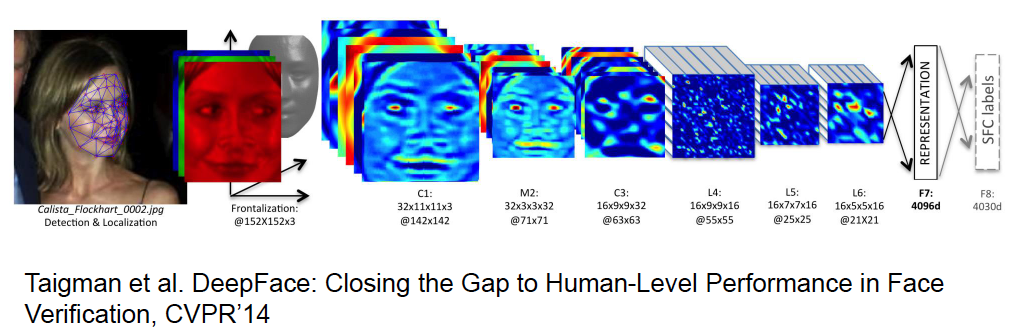 Calista_Flockhart_0002.jpg
Detection & Localization
Frontalization:
@152X152x3
C1:
32x11x11x3
@142x142
M2:
32x3x3x32
@71x71
C3:
16x9x9x32
@63x63
L4:
16x9x9x16
@55x55
L5:
16x7x7x16
@25x25
L6:
16x5x5x16
@21X21
REPRESENTATION
F7:
4096d
SFC labels
F8:
4030d
Taigman et al. DeepFace: Closing the Gap to Human-Level Performance in Face
Verification, CVPR’14